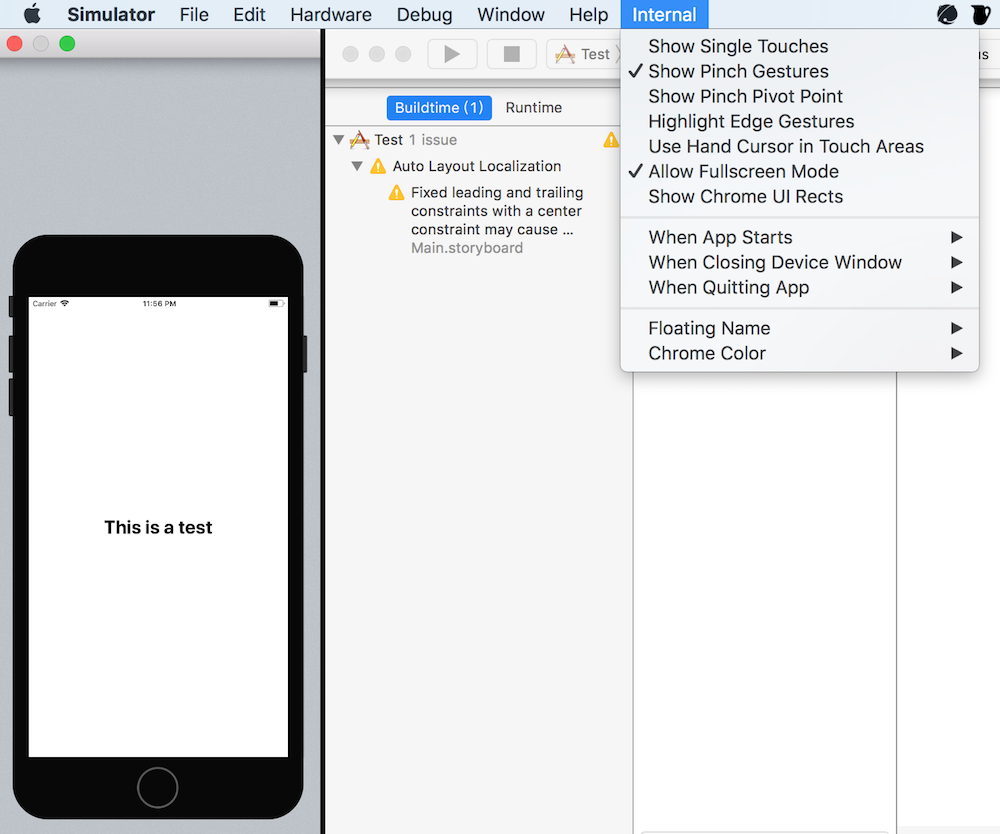 Simulator File Edit Hardware Debug Window Help Internal
Test
us
Show Single Touches
Show Pinch Gestures
Show Pinch Pivot Point
Highlight Edge Gestures
Use Hand Cursor in Touch Areas
Allow Fullscreen Mode
Show Chrome UI Rects
When App Starts
When Closing Device Window
When Quitting App
Floating Name
Chrome Color
Buildtime (1) Runtime
Test 1 issue
Auto Layout Localization
Fixed leading and trailing
constraints with a center
constraint may cause ...
Main.storyboard
Carrier 11:56 PM
This is a test